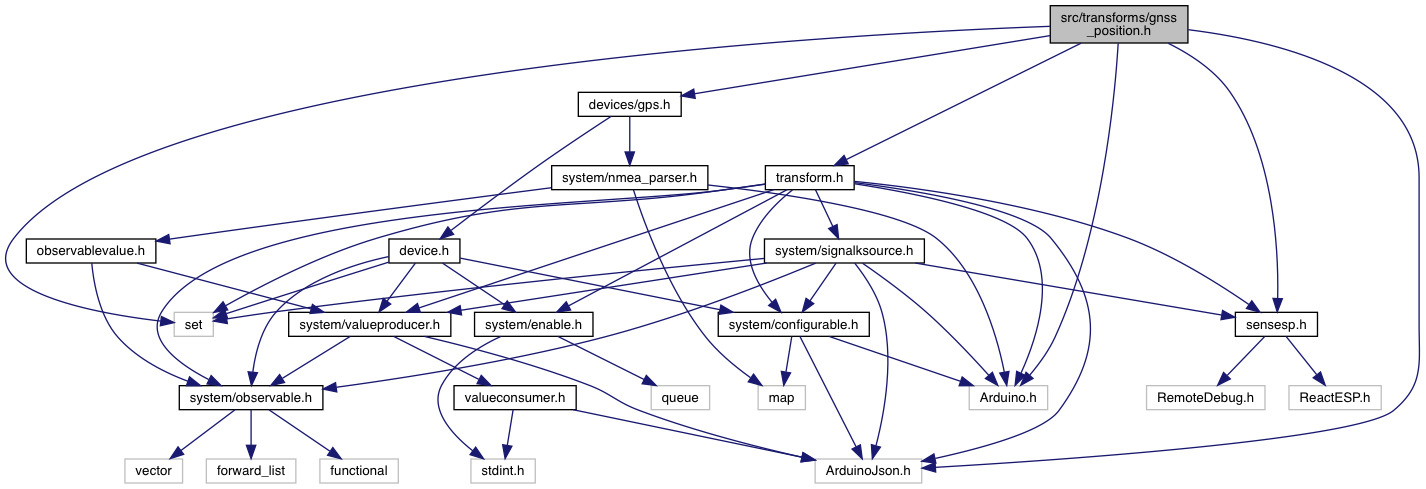 src/transforms/gnss
_position.h
devices/gps.h
system/nmea_parser.h
transform.h
observablevalue.h
device.h
system/signalksource.h
set
system/valueproducer.h
system/enable.h
system/configurable.h
sensesp.h
system/observable.h
valueconsumer.h
queue
map
Arduino.h
RemoteDebug.h
ReactESP.h
vector
forward_list
functional
stdint.h
ArduinoJson.h